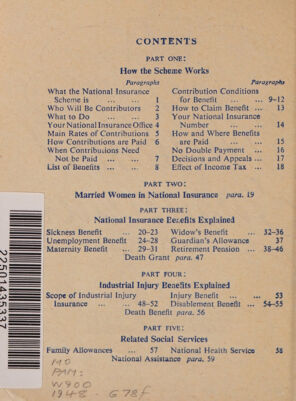 CONTENTS
PART ONE:
How the Scheme Works
Paragraphs
What the National Insurance
Scheme is ... ... 1
Who Will be Contributors 2
What to Do ... ... 3
Your National Insurance Office 4
Main Rates of Contributions 5
How Contributions are Paid 6
When Contributions Need
Not be Paid ... ... 7
List of Benefits ... ... 8
Paragraphs
Contribution Conditions
for Benefit ... ... 9–12
How to Claim Benefit ... 13
Your National Insurance
Number ... ... 14
How and Where Benefits
are Paid ... ... 15
No Double Payment ... 16
Decisions and Appeals ... 17
Effect of Income Tax ... 18
PART TWO:
Married Women in National Insurance para. 19
PART THREE:
National Insurance Benefits Explained
Sickness Benefit ... 20–23
Unemployment Benefit 24–28
Maternity Benefit ... 29–31
Widow's Benefit ... 32–36
Guardian's Allowance 37
Retirement Pension ... 38–46
Death Grant para. 47
PART FOUR:
Industrial Injury Benefits Explained
Scope of Industrial Injury
Insurance ... ... 48–52
Injury Benefit ... ... 53
Disablement Benefit ... 54–55
Death Benefit para. 56
PART FIVE:
Related Social Services
Family Allowances ... 57
National Health Service 58
National Assistance para. 59
22501435337
MO
PAM:
W900
1948 - G78f